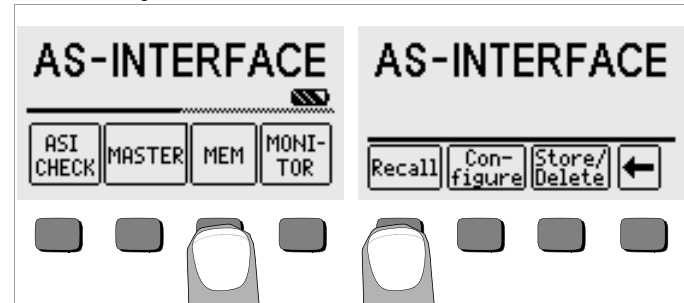 AS-INTERFACE
ASI
CHECK
MASTER
MEM
MONI-
TOR
AS-INTERFACE
Recall
Con-
figure
Store/
Delete